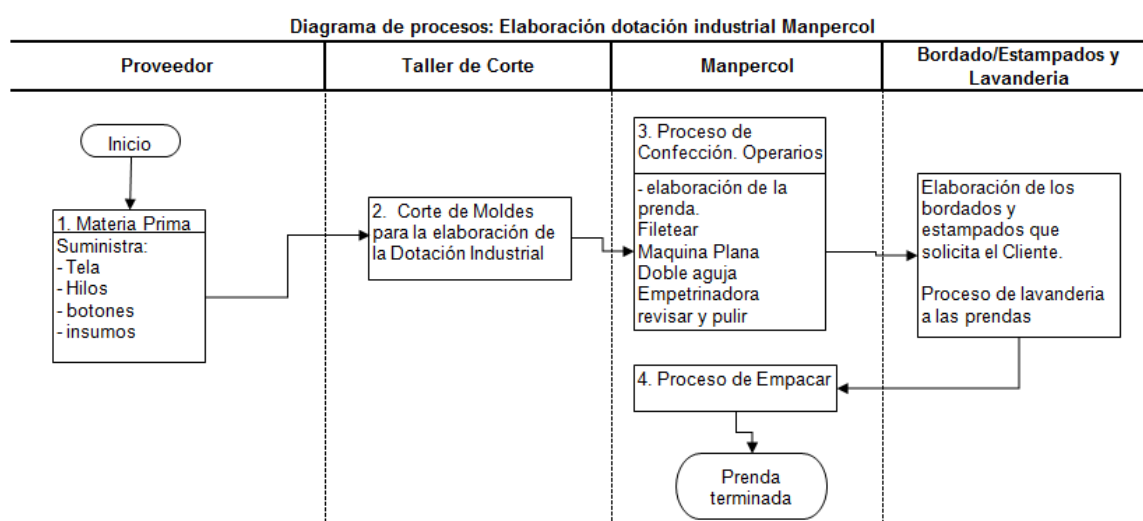 Diagrama de procesos: Elaboración dotación industrial Manpercol
Proveedor
Taller de Corte
Manpercol
Bordado/Estampados y
Lavanderia
Inicio
1. Materia Prima
Suministra:
- Tela
- Hilos
- botones
- insumos
2. Corte de Moldes
para la elaboración de
la Dotación Industrial
3. Proceso de
Confección. Operarios
- elaboración de la
prenda.
Filetear
Maquina Plana
Doble aguja
Empetrinadora
revisar y pulir
Elaboración de los
bordados y
estampados que
solicita el Cliente.
Proceso de lavanderia
a las prendas
4. Proceso de Empacar
Prenda
terminada